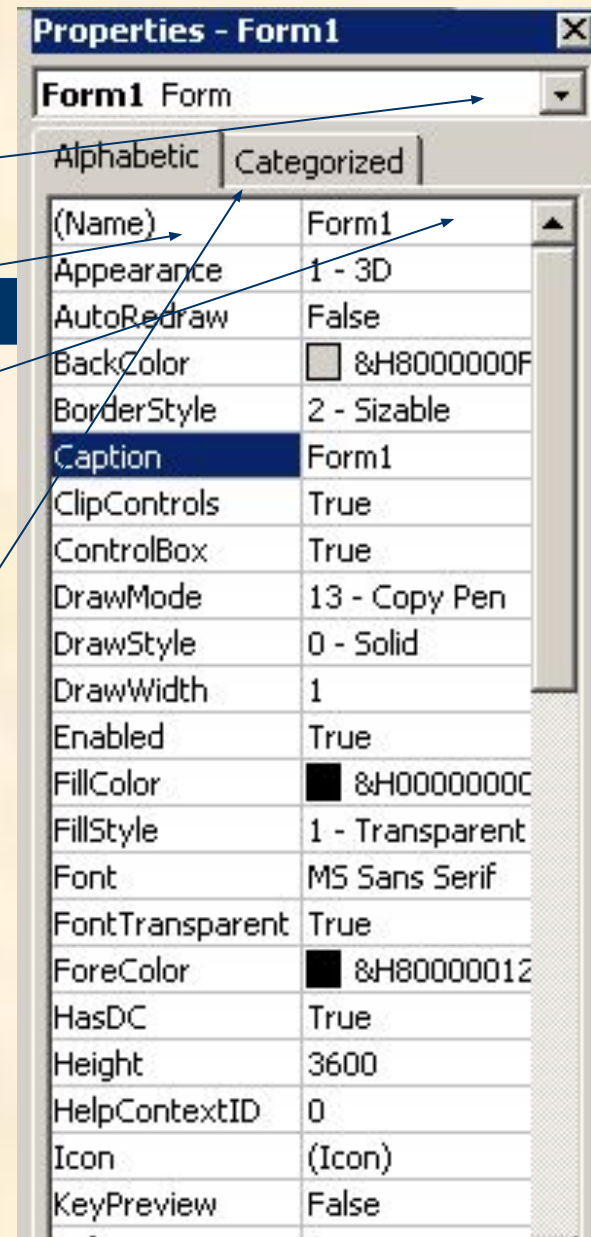 Properties - Form1
Form1 Form
Alphabetic Categorized
(Name) Form1
Appearance 1 - 3D
AutoRedraw False
BackColor &H8000000F
BorderStyle 2 - Sizable
Caption Form1
ClipControls True
ControlBox True
DrawMode 13 - Copy Pen
DrawStyle 0 - Solid
DrawWidth 1
Enabled True
FillColor
FillStyle 1 - Transparent
Font MS Sans Serif
FontTransparent True
ForeColor &H80000012
HasDC True
Height 3600
HelpContextID 0
Icon (Icon)
KeyPreview False